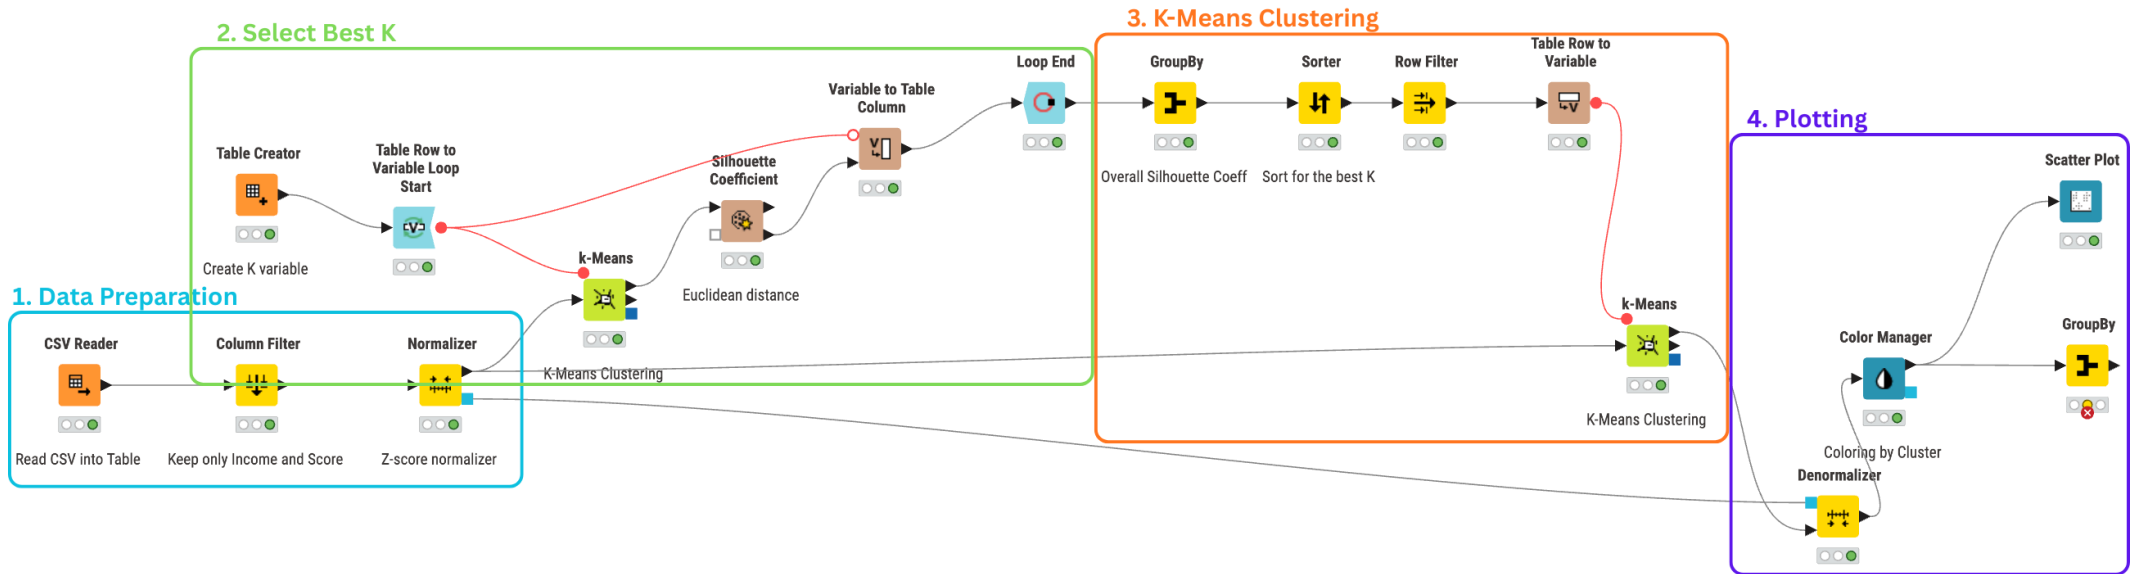 2. Select Best K
3. K-Means Clustering
Table Row to
Variable
Loop End
GroupBy
Sorter
Row Filter
Variable to Table
Column
4. Plotting
Table Creator
Table Row to
Variable Loop
Start
Silhouette
Coefficient
Scatter Plot
Overall Silhouette Coeff
Sort for the best K
Create K variable
k-Means
Euclidean distance
1. Data Preparation
k-Means
CSV Reader
Column Filter
Normalizer
Color Manager
GroupBy
K-Means Clustering
K-Means Clustering
Read CSV into Table
Keep only Income and Score
Z-score normalizer
Coloring by Cluster
Denormalizer